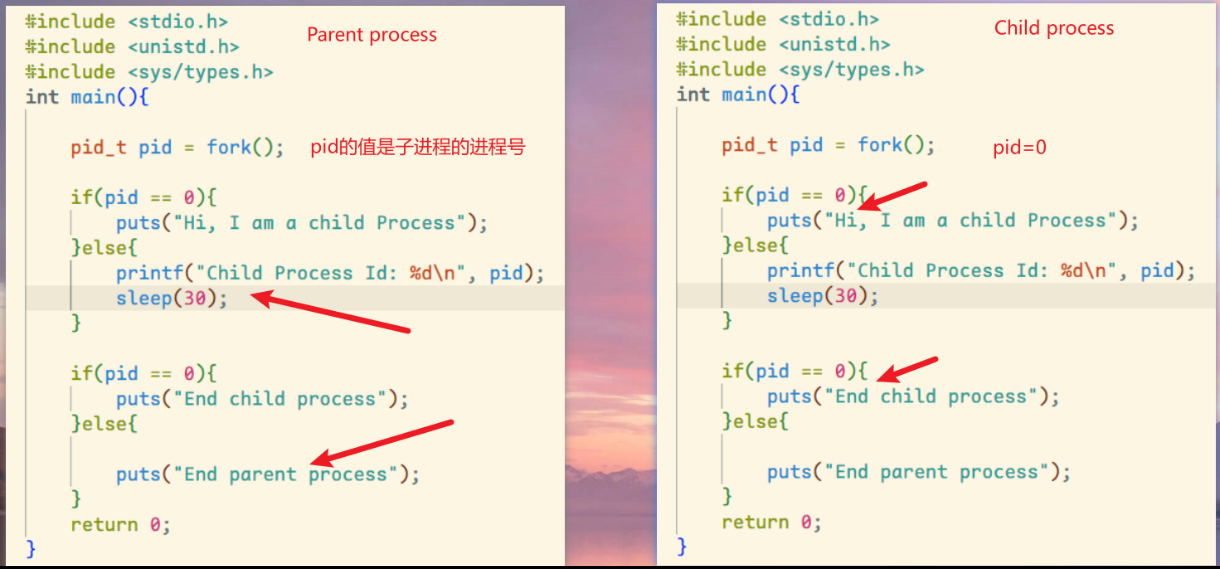 #include <stdio.h>
#include <unistd.h>
#include <sys/types.h>
int main(){
Parent process
pid_t pid = fork();
pid的值是子进程的进程号
if(pid == 0){
puts("Hi, I am a child Process");
}else{
printf("Child Process Id: %d\n", pid);
sleep(30);
}
if(pid == 0){
puts("End child process");
}else{
puts("End parent process");
}
return 0;
}
#include <stdio.h>
#include <unistd.h>
#include <sys/types.h>
int main(){
Child process
pid_t pid = fork();
pid=0
if(pid == 0){
puts("Hi, I am a child Process");
}else{
printf("Child Process Id: %d\n", pid);
sleep(30);
}
if(pid == 0){
puts("End child process");
}else{
puts("End parent process");
}
return 0;
}